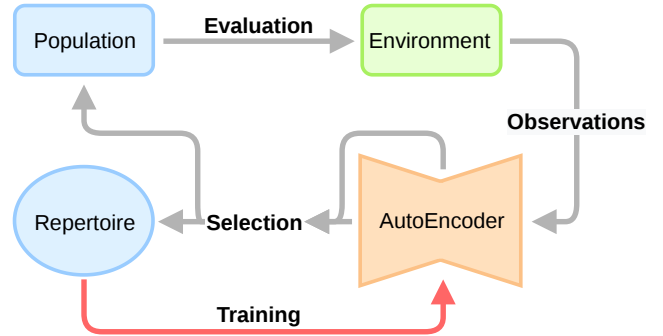 Population
Evaluation
Environment
Observations
Repertoire
Selection
AutoEncoder
Training